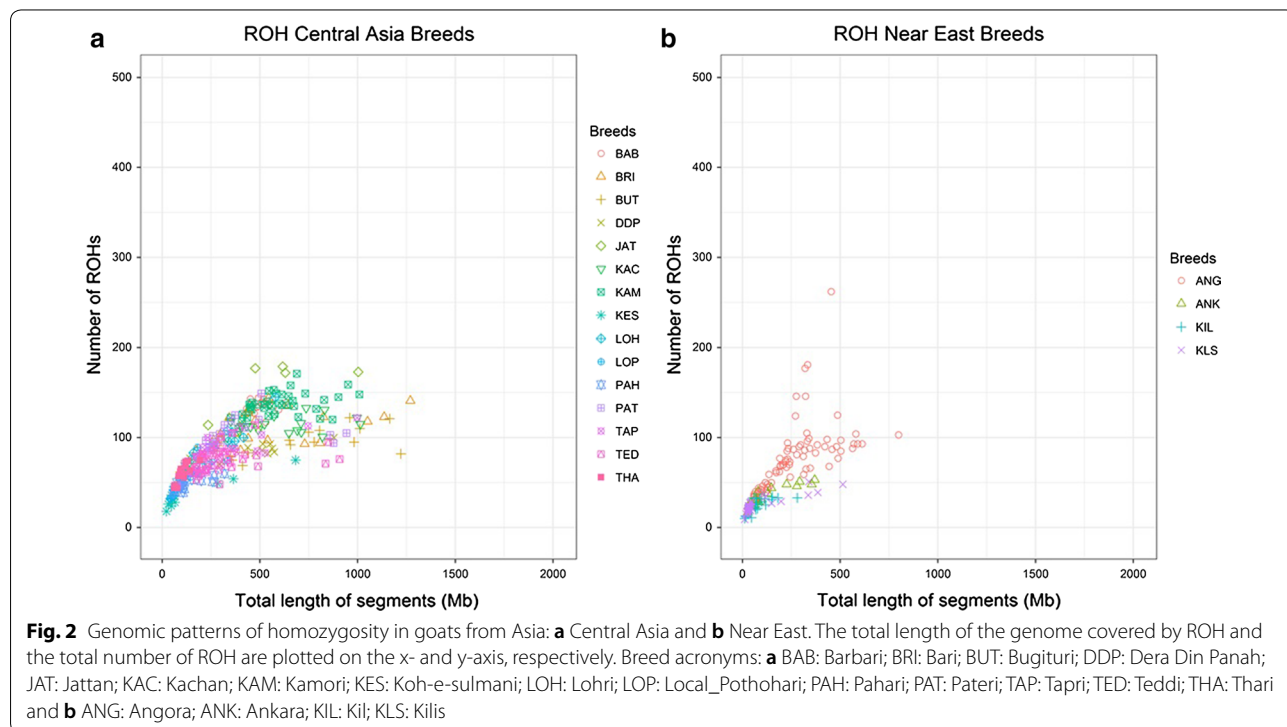 a
ROH Central Asia Breeds
500
400
300
200
100
0
Number of ROHs
0 500 1000 1500 2000
Total length of segments (Mb)
Breeds
BAB
BRI
BUT
DDP
JAT
KAC
KAM
KES
LOH
LOP
PAH
PAT
TAP
TED
THA
b
ROH Near East Breeds
500
400
300
200
100
0
Number of ROHs
0 500 1000 1500 2000
Total length of segments (Mb)
Breeds
ANG
ANK
KIL
KLS
Fig. 2 Genomic patterns of homozygosity in goats from Asia: a Central Asia and b Near East. The total length of the genome covered by ROH and
the total number of ROH are plotted on the x- and y-axis, respectively. Breed acronyms: a BAB: Barbari; BRI: Bari; BUT: Bugituri; DDP: Dera Din Panah;
JAT: Jattan; KAC: Kachan; KAM: Kamori; KES: Koh-e-sulmani; LOH: Lohri; LOP: Local_Pothohari; PAH: Pahari; PAT: Pateri; TAP: Tapri; TED: Teddi; THA: Thari
and b ANG: Angora; ANK: Ankara; KIL: Kil; KLS: Kilis